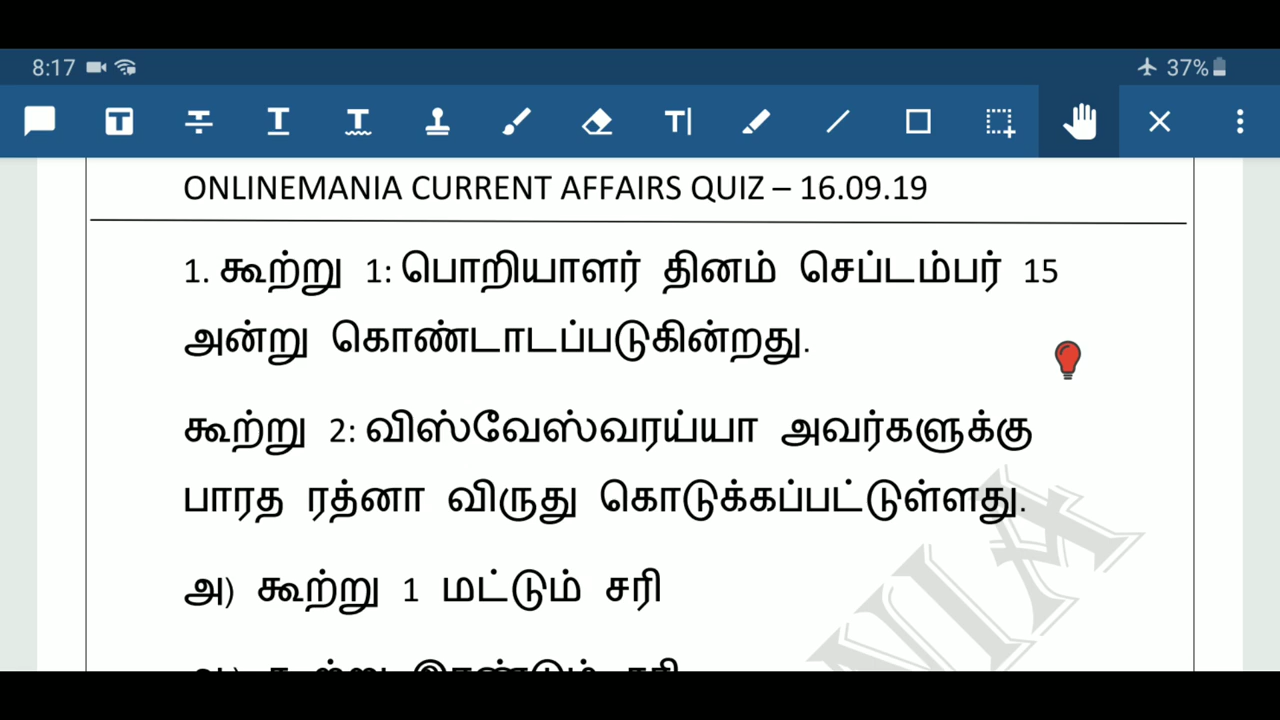 8:17
37%
ONLINEMANIA CURRENT AFFAIRS QUIZ – 16.09.19
1. கூற்று 1: பொறியாளர் தினம் செப்டம்பர் 15
அன்று கொண்டாடப்படுகின்றது.
கூற்று 2: விஸ்வேஸ்வரய்யா அவர்களுக்கு
பாரத ரத்னா விருது கொடுக்கப்பட்டுள்ளது.
அ) கூற்று 1 மட்டும் சரி